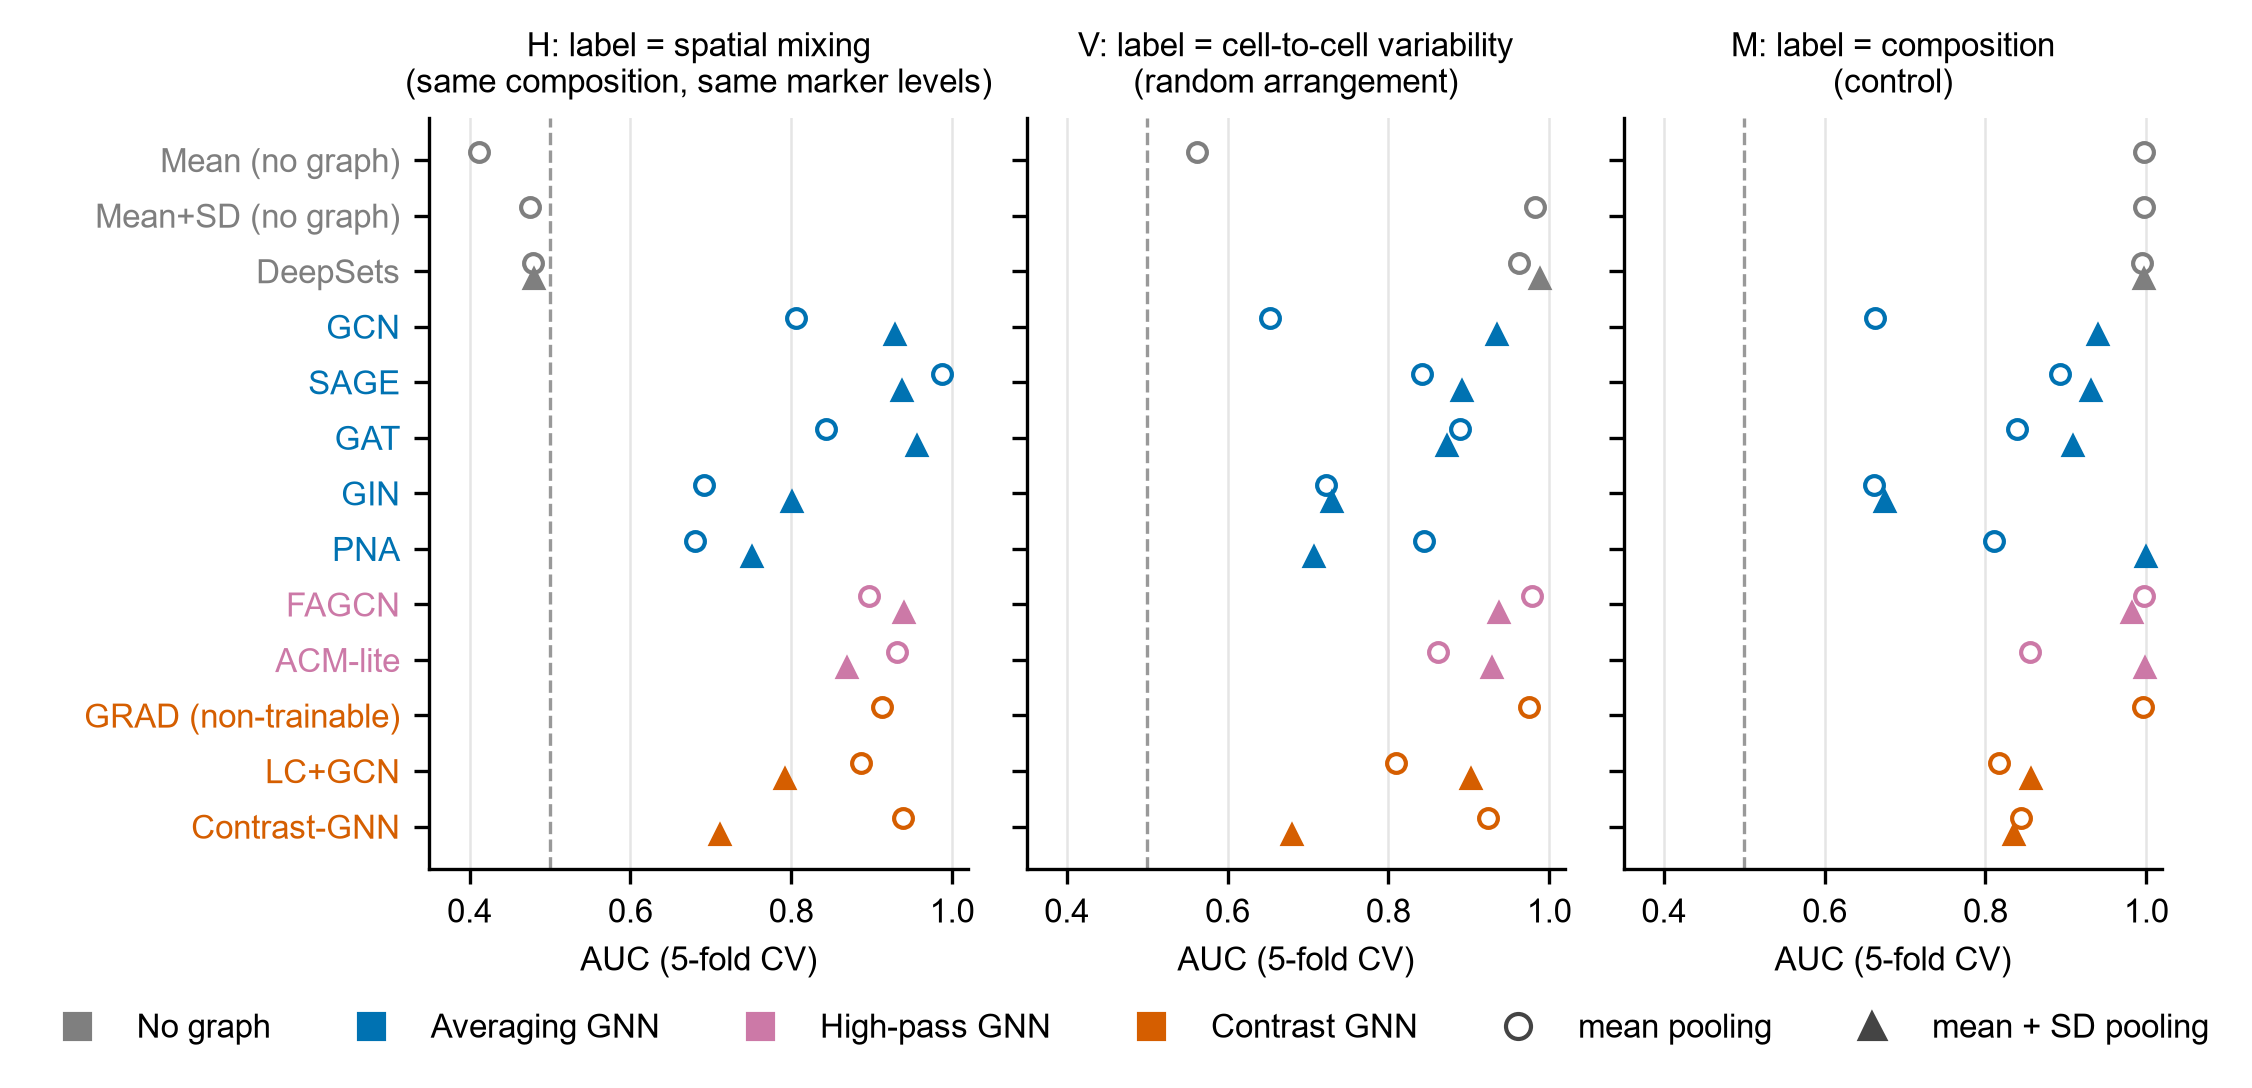 H: label = spatial mixing
(same composition, same marker levels)
V: label = cell-to-cell variability
(random arrangement)
M: label = composition
(control)
Mean (no graph)
Mean+SD (no graph)
DeepSets
GCN
SAGE
GAT
GIN
PNA
FAGCN
ACM-lite
GRAD (non-trainable)
LC+GCN
Contrast-GNN
0.4 0.6 0.8 1.0
0.4 0.6 0.8 1.0
0.4 0.6 0.8 1.0
AUC (5-fold CV)
AUC (5-fold CV)
AUC (5-fold CV)
No graph
Averaging GNN
High-pass GNN
Contrast GNN
mean pooling
mean + SD pooling